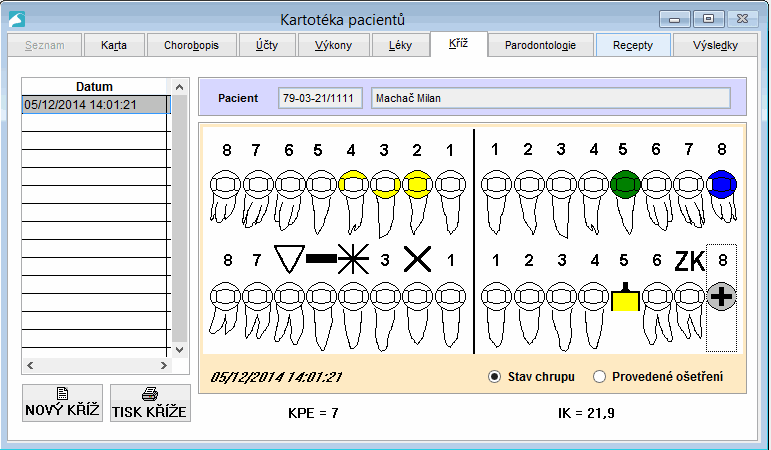 Kartotéka pacientů
Seznam Karta Chorobopis Účty Výkony Léky Kříž Parodontologie Recepty Výsledky
Datum
05/12/2014 14:01:21
Pacient 79-03-21/1111 Machač Milan
8 7 6 5 4 3 2 1 1 2 3 4 5 6 7 8
8 7 3 1 1 2 3 4 5 6 ZK 8
05/12/2014 14:01:21 Stav chrupu Provedené ošetření
NOVÝ KŘÍŽ TISK KŘÍŽE KPE = 7 IK = 21,9